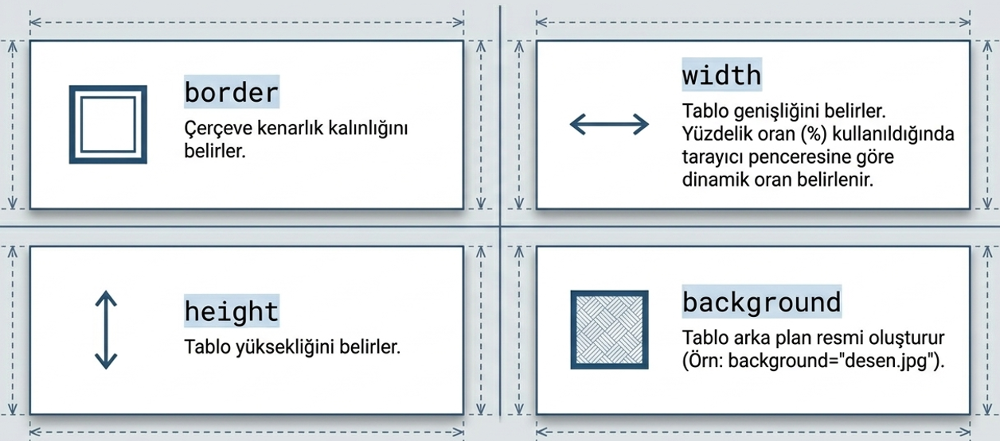 border
Çerçeve kenarlık kalınlığını
belirler.
width
Tablo genişliğini belirler.
Yüzdelik oran (%) kullanıldığında
tarayıcı penceresine göre
dinamik oran belirlenir.
height
Tablo yüksekliğini belirler.
background
Tablo arka plan resmi oluşturur
(Örn: background="desen.jpg").